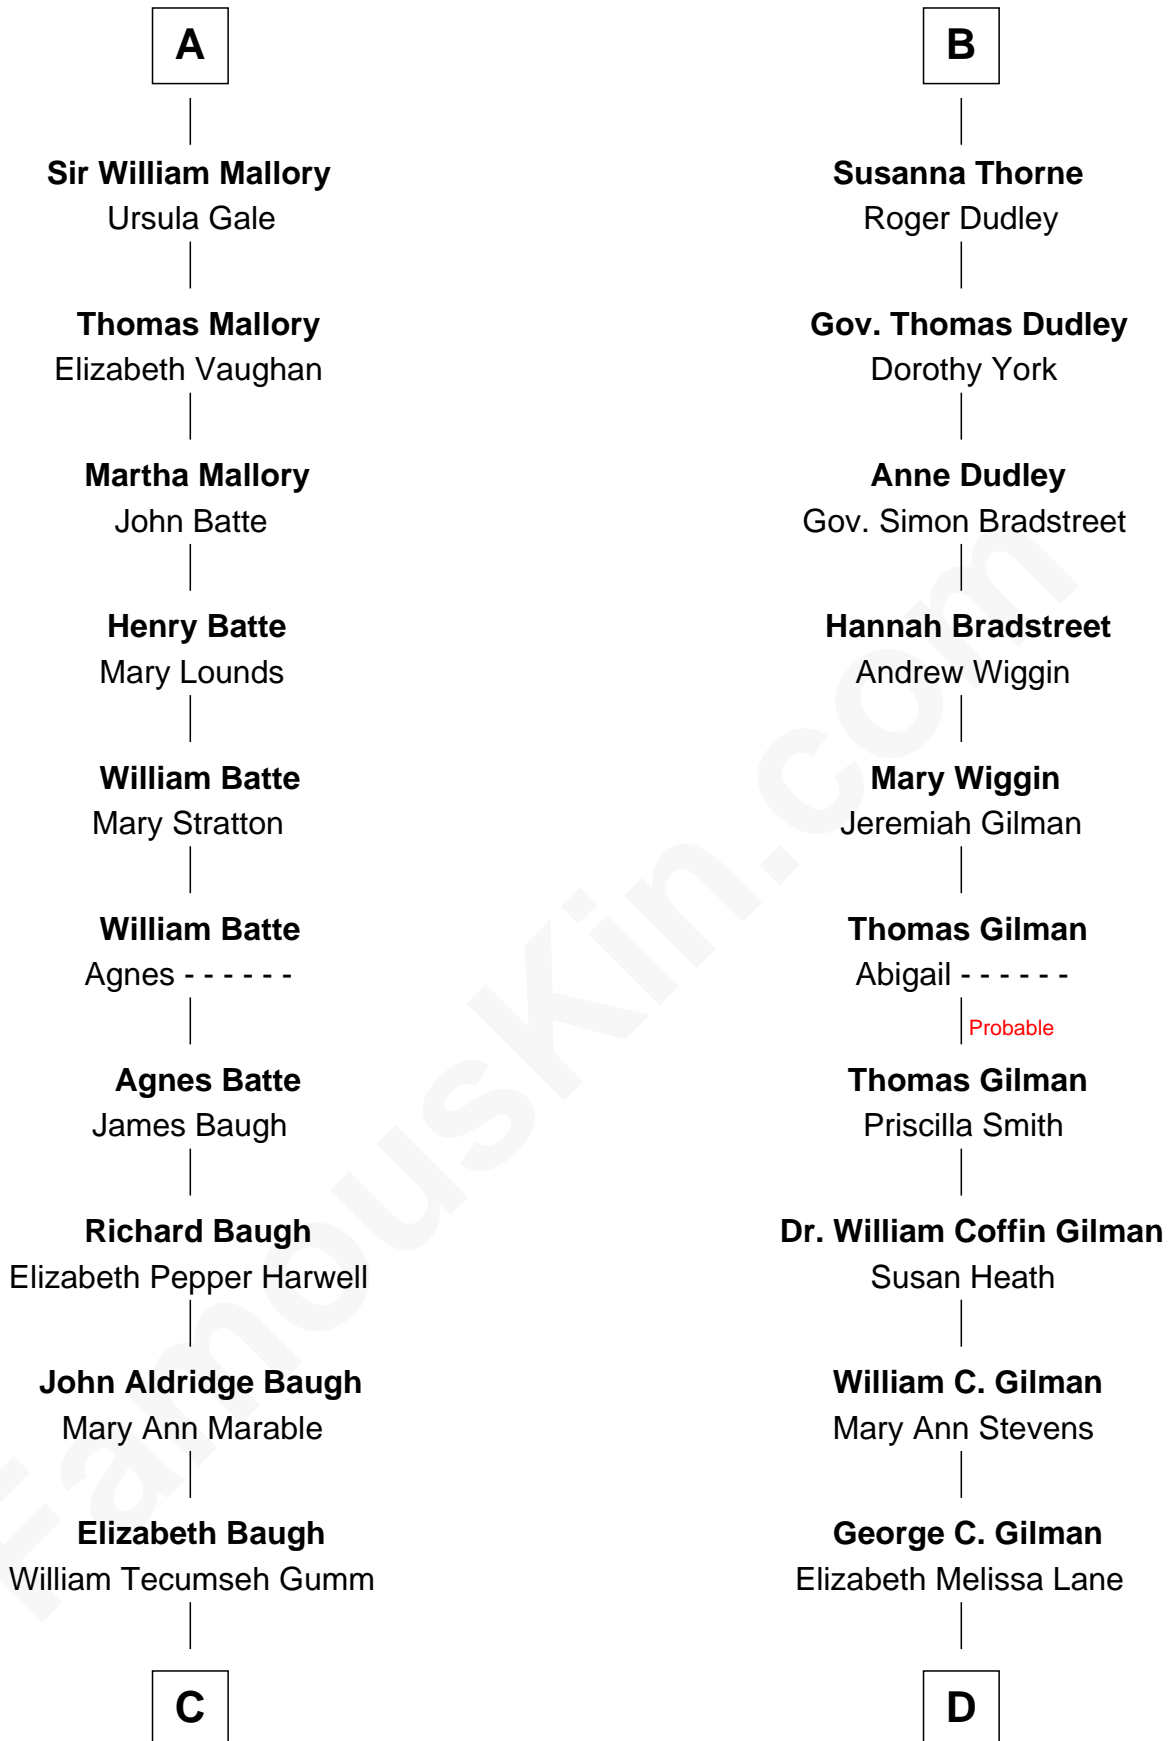 A
Sir William Mallory
Ursula Gale
Thomas Mallory
Elizabeth Vaughan
Martha Mallory
John Batte
Henry Batte
Mary Lounds
William Batte
Mary Stratton
William Batte
Agnes - - - - - -
Agnes Batte
James Baugh
Richard Baugh
Elizabeth Pepper Harwell
John Aldridge Baugh
Mary Ann Marable
Elizabeth Baugh
William Tecumseh Gumm
C
B
Susanna Thorne
Roger Dudley
Gov. Thomas Dudley
Dorothy York
Anne Dudley
Gov. Simon Bradstreet
Hannah Bradstreet
Andrew Wiggin
Mary Wiggin
Jeremiah Gilman
Thomas Gilman
Abigail - - - - - -
Probable
Thomas Gilman
Priscilla Smith
Dr. William Coffin Gilman
Susan Heath
William C. Gilman
Mary Ann Stevens
George C. Gilman
Elizabeth Melissa Lane
D
FamousKin.com